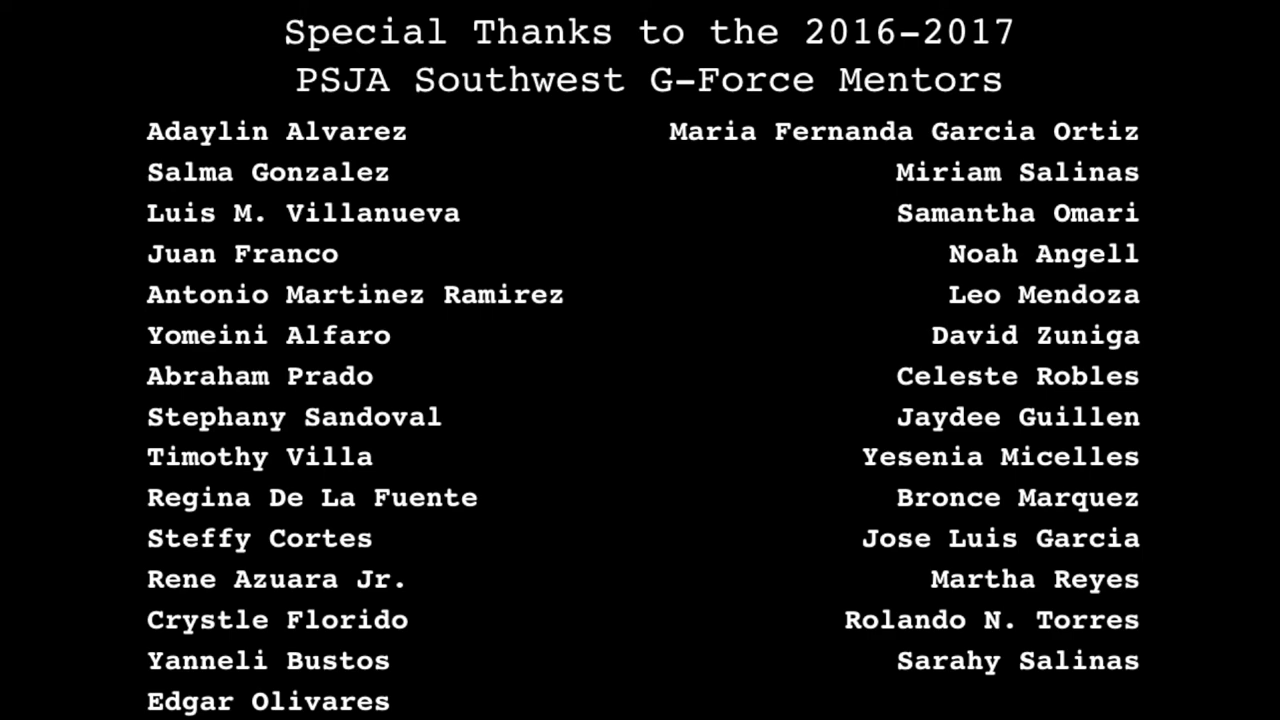 Special Thanks to the 2016-2017
PSJA Southwest G-Force Mentors
Adaylin Alvarez
Salma Gonzalez
Luis M. Villanueva
Juan Franco
Antonio Martinez Ramirez
Yomeini Alfaro
Abraham Prado
Stephany Sandoval
Timothy Villa
Regina De La Fuente
Steffy Cortes
Rene Azuara Jr.
Crystle Florido
Yanneli Bustos
Edgar Olivares
Maria Fernanda Garcia Ortiz
Miriam Salinas
Samantha Omari
Noah Angell
Leo Mendoza
David Zuniga
Celeste Robles
Jaydee Guillen
Yesenia Micelles
Bronce Marquez
Jose Luis Garcia
Martha Reyes
Rolando N. Torres
Sarahy Salinas